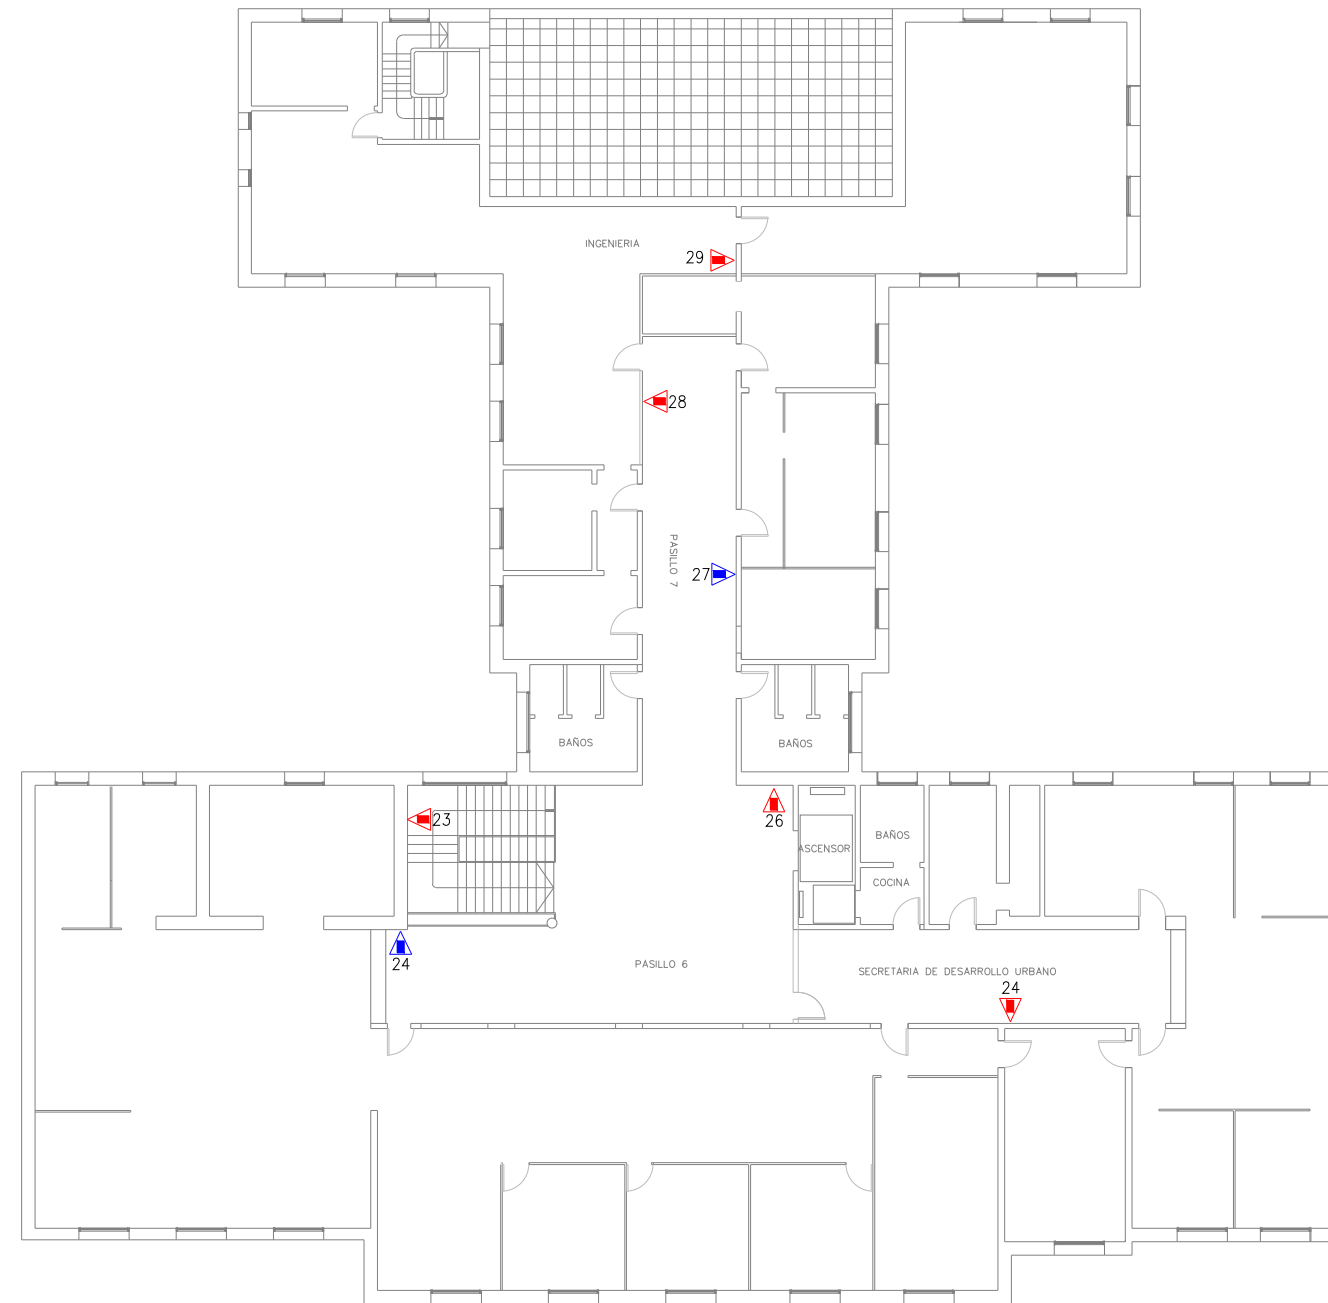 INGENIERIA
29
28
PASILLO 7
27
BAÑOS
BAÑOS
23
26
BAÑOS
ASCENSOR
COCINA
24
PASILLO 6
SECRETARIA DE DESARROLLO URBANO
24